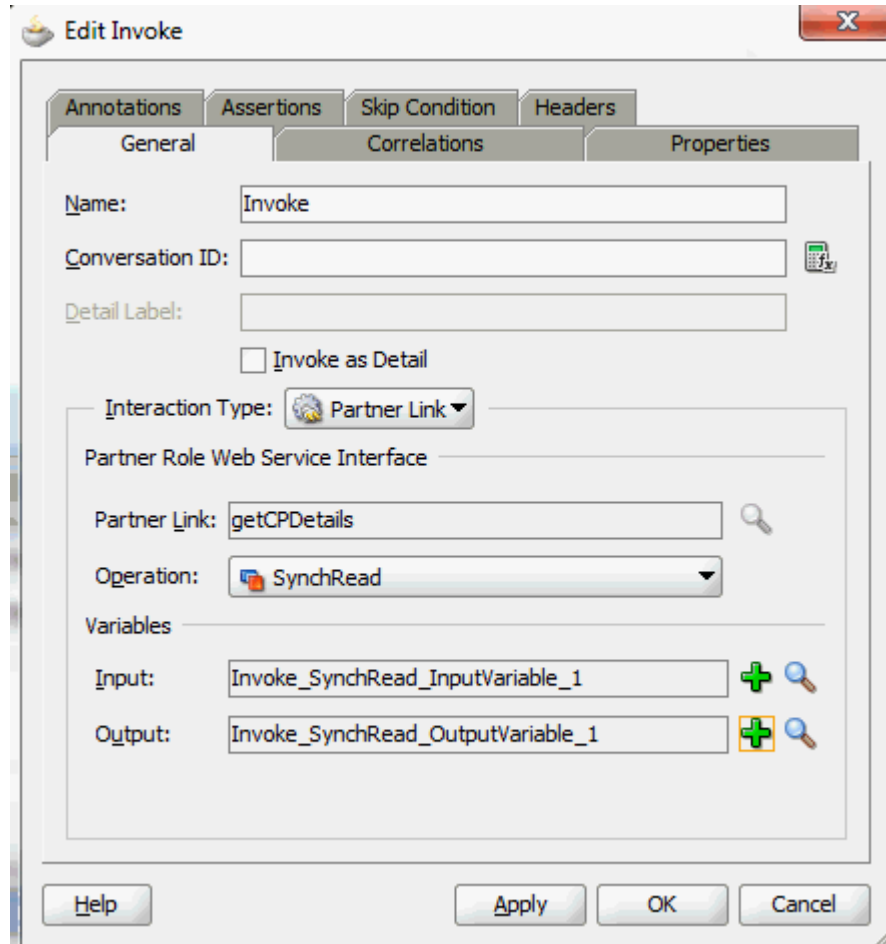 Edit Invoke
Annotations Assertions Skip Condition Headers
General Correlations Properties
Name: Invoke
Conversation ID:
Detail Label:
Invoke as Detail
Interaction Type: Partner Link
Partner Role Web Service Interface
Partner Link: getCPDetails
Operation: SynchRead
Variables
Input: Invoke_SynchRead_InputVariable_1
Output: Invoke_SynchRead_OutputVariable_1
Help Apply OK Cancel